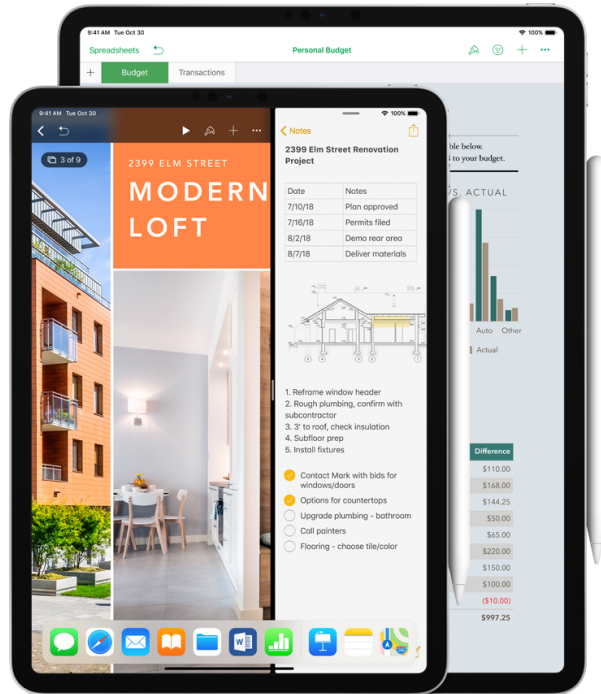 9:41 AM Tue Oct 30
100%
Spreadsheets
Personal Budget
Budget
Transactions
ble below.
to your budget.
S. ACTUAL
Auto Other
Actual
Difference
$110.00
$168.00
$144.25
$50.00
$65.00
$220.00
$150.00
$100.00
($10.00)
$997.25
9:41 AM Tue Oct 30
100%
3 of 9
2399 ELM STREET
MODERN
LOFT
Notes
2399 Elm Street Renovation
Project
Date Notes
7/10/18 Plan approved
7/16/18 Permits filed
8/2/18 Demo rear area
8/7/18 Deliver materials
1. Reframe window header
2. Rough plumbing, confirm with
subcontractor
3. 3' to roof, check insulation
4. Subfloor prep
5. Install fixtures
Contact Mark with bids for
windows/doors
Options for countertops
Upgrade plumbing - bathroom
Call painters
Flooring - choose tile/color
W